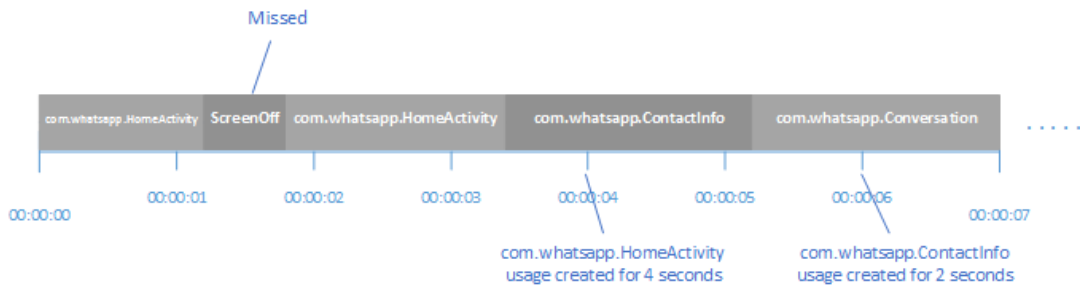 Missed
com.whatsapp.HomeActivity ScreenOff com.whatsapp.HomeActivity com.whatsapp.ContactInfo com.whatsapp.Conversation
.....
00:00:00 00:00:01 00:00:02 00:00:03 00:00:04 00:00:05 00:00:06 00:00:07
com.whatsapp.HomeActivity
usage created for 4 seconds
com.whatsapp.ContactInfo
usage created for 2 seconds